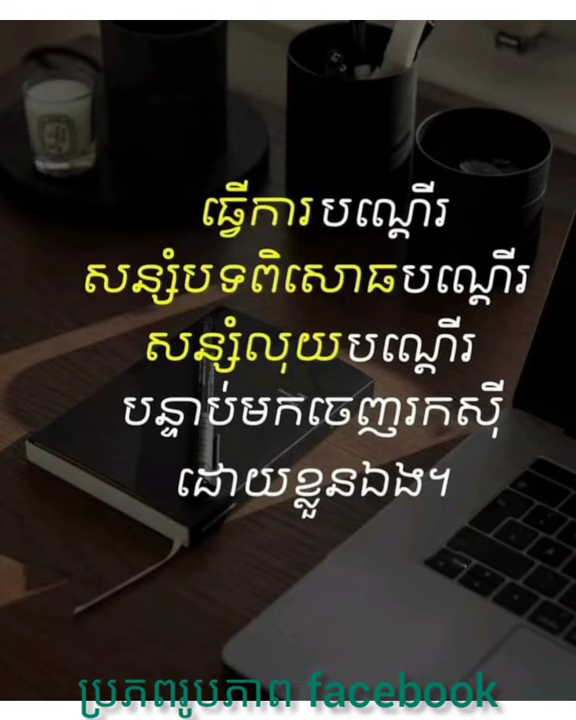 ធ្វើការបណ្តើរ
សន្សំបទពិសោធបណ្តើរ
សន្សំលុយបណ្តើរ
បន្ទាប់មកចេញរកស៊ី
ដោយខ្លួនឯង។
ប្រភពរូបភាព facebook